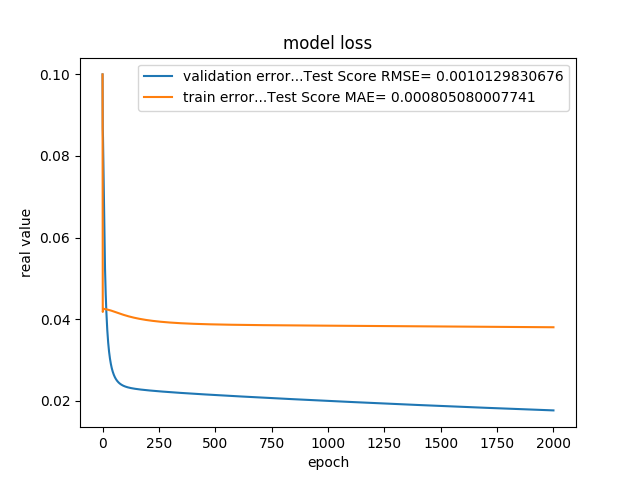 model loss
validation error...Test Score RMSE= 0.0010129830676
train error...Test Score MAE= 0.000805080007741
0.10
0.08
0.06
0.04
0.02
real value
0 250 500 750 1000 1250 1500 1750 2000
epoch